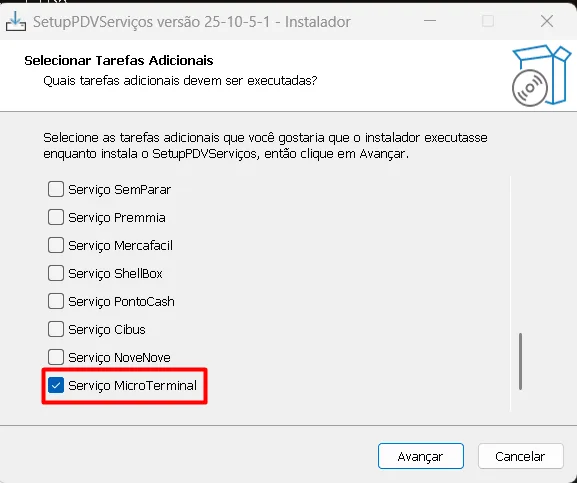 SetupPDVServiços versão 25-10-5-1 - Instalador
Selecionar Tarefas Adicionais
Quais tarefas adicionais devem ser executadas?
Selecione as tarefas adicionais que você gostaria que o instalador executasse
enquanto instala o SetupPDVServiços, então clique em Avançar.
Serviço SemParar
Serviço Premmia
Serviço Mercafacil
Serviço ShellBox
Serviço PontoCash
Serviço Cibus
Serviço NoveNove
Serviço MicroTerminal
Avançar
Cancelar